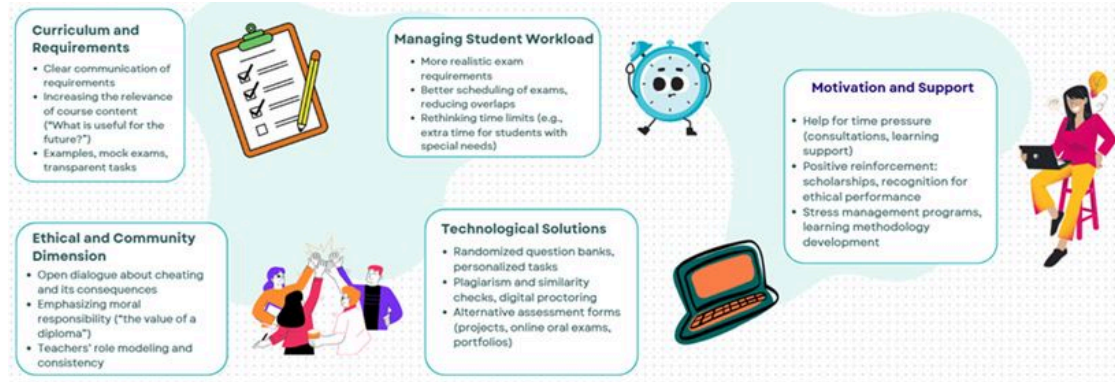 Curriculum and
Requirements
• Clear communication of
requirements
• Increasing the relevance
of course content
("What is useful for the
future?")
• Examples, mock exams,
transparent tasks
Managing Student Workload
• More realistic exam
requirements
• Better scheduling of exams,
reducing overlaps
• Rethinking time limits (e.g.,
extra time for students with
special needs)
Motivation and Support
• Help for time pressure
(consultations, learning
support)
• Positive reinforcement:
scholarships, recognition for
ethical performance
• Stress management programs,
learning methodology
development
Ethical and Community
Dimension
• Open dialogue about cheating
and its consequences
• Emphasizing moral
responsibility ("the value of a
diploma")
• Teachers' role modeling and
consistency
Technological Solutions
• Randomized question banks,
personalized tasks
• Plagiarism and similarity
checks, digital proctoring
• Alternative assessment forms
(projects, online oral exams,
portfolios)